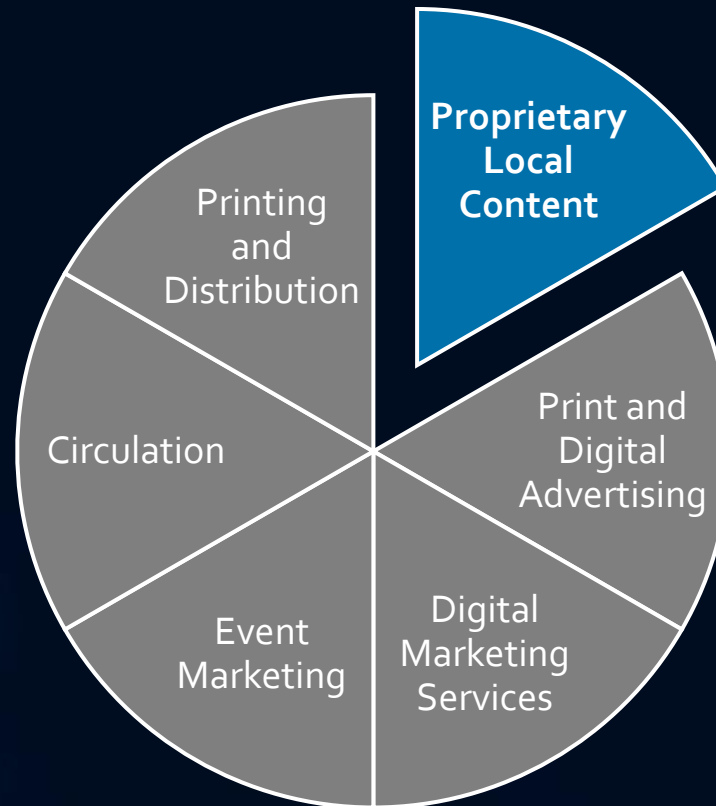 Proprietary
Local
Content
Print and
Digital
Advertising
Digital
Marketing
Services
Event
Marketing
Circulation
Printing
and
Distribution